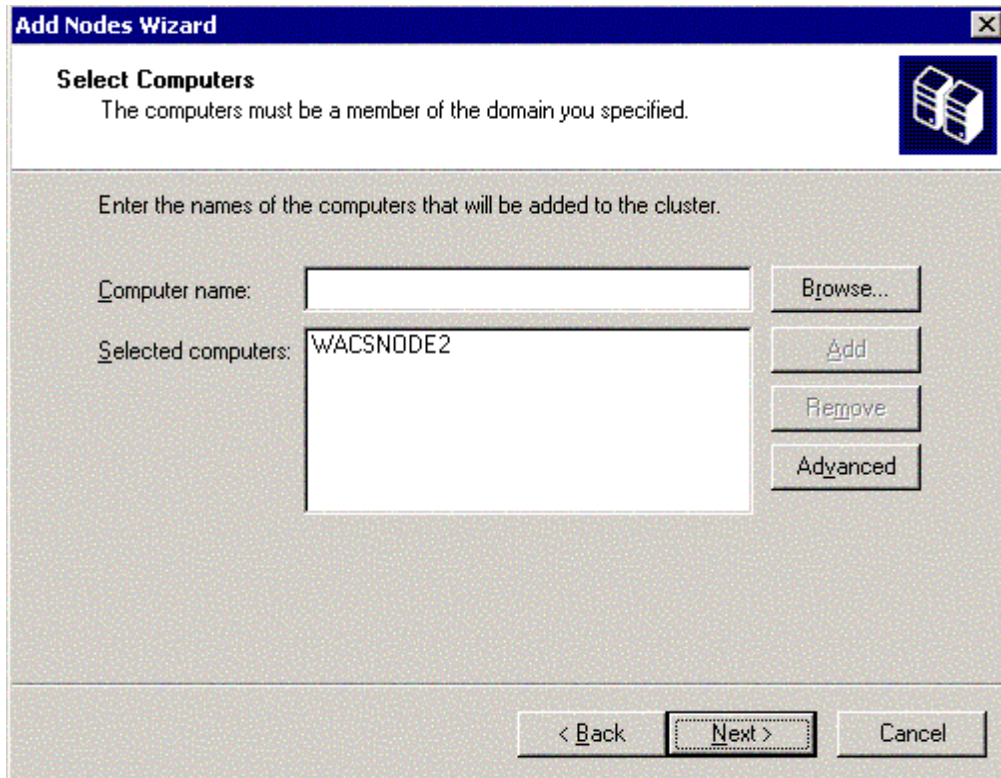 Add Nodes Wizard
Select Computers
The computers must be a member of the domain you specified.
Enter the names of the computers that will be added to the cluster.
Computer name:
Browse...
Selected computers:
WACSNODE2
Add
Remove
Advanced
< Back
Next >
Cancel